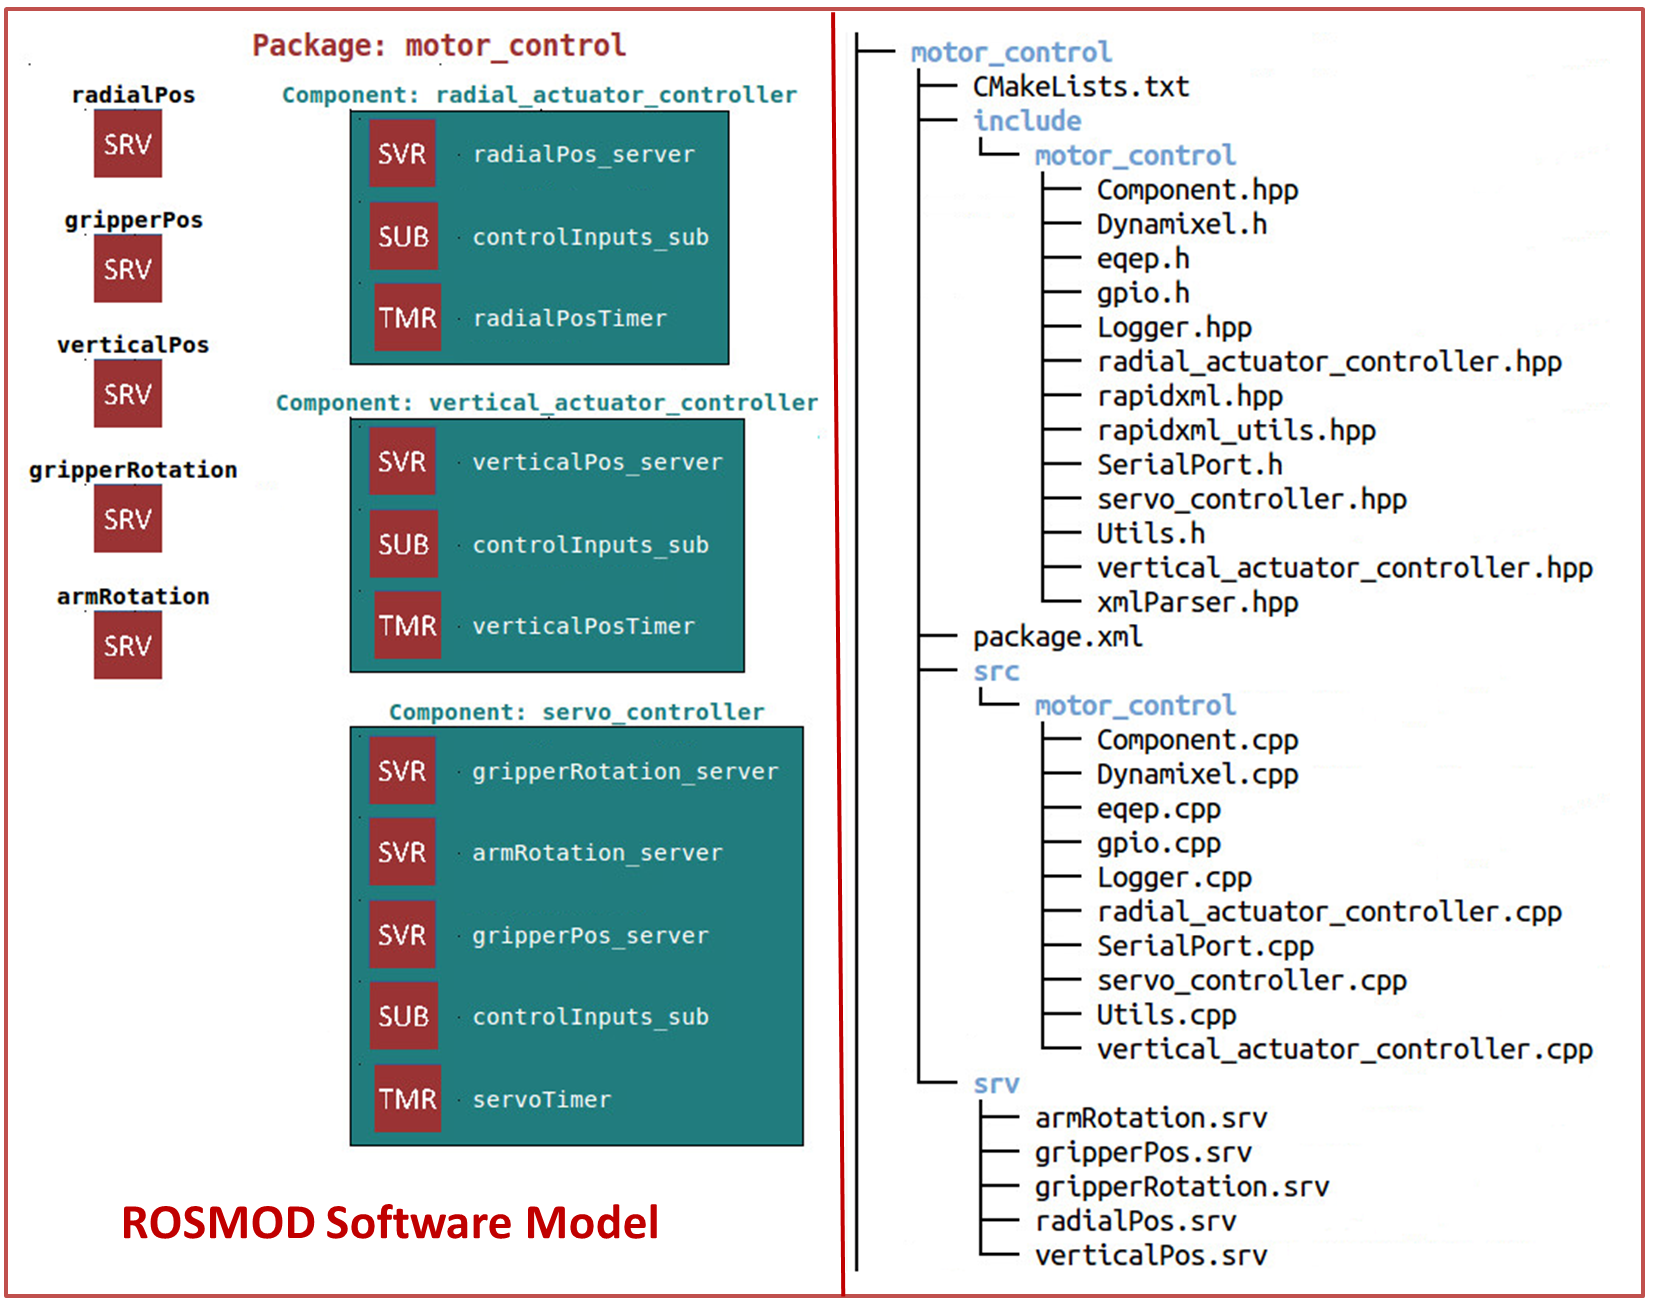 Package: motor_control
radialPos
SRV
gripperPos
SRV
verticalPos
SRV
gripperRotation
SRV
armRotation
SRV
Component: radial_actuator_controller
SVR radialPos_server
SUB controlInputs_sub
TMR radialPosTimer
Component: vertical_actuator_controller
SVR verticalPos_server
SUB controlInputs_sub
TMR verticalPosTimer
Component: servo_controller
SVR gripperRotation_server
SVR armRotation_server
SVR gripperPos_server
SUB controlInputs_sub
TMR servoTimer
ROSMOD Software Model
motor_control
CMakeLists.txt
include
motor_control
Component.hpp
Dynamixel.h
eqep.h
gpio.h
Logger.hpp
radial_actuator_controller.hpp
rapidxml.hpp
rapidxml_utils.hpp
SerialPort.h
servo_controller.hpp
Utils.h
vertical_actuator_controller.hpp
xmlParser.hpp
package.xml
src
motor_control
Component.cpp
Dynamixel.cpp
eqep.cpp
gpio.cpp
Logger.cpp
radial_actuator_controller.cpp
SerialPort.cpp
servo_controller.cpp
Utils.cpp
vertical_actuator_controller.cpp
srv
armRotation.srv
gripperPos.srv
gripperRotation.srv
radialPos.srv
verticalPos.srv